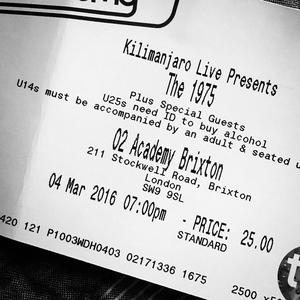 Kilimanjaro Live Presents
The 1975
Plus Special Guests
U25s need ID to buy alcohol
U14s must be accompanied by an adult & seated
O2 Academy Brixton
211 Stockwell Road, Brixton
London
SW9 9SL
04 Mar 2016 07:00pm - PRICE: 25.00
STANDARD
420 121 P1003WDH0403 02171336 1675 2500